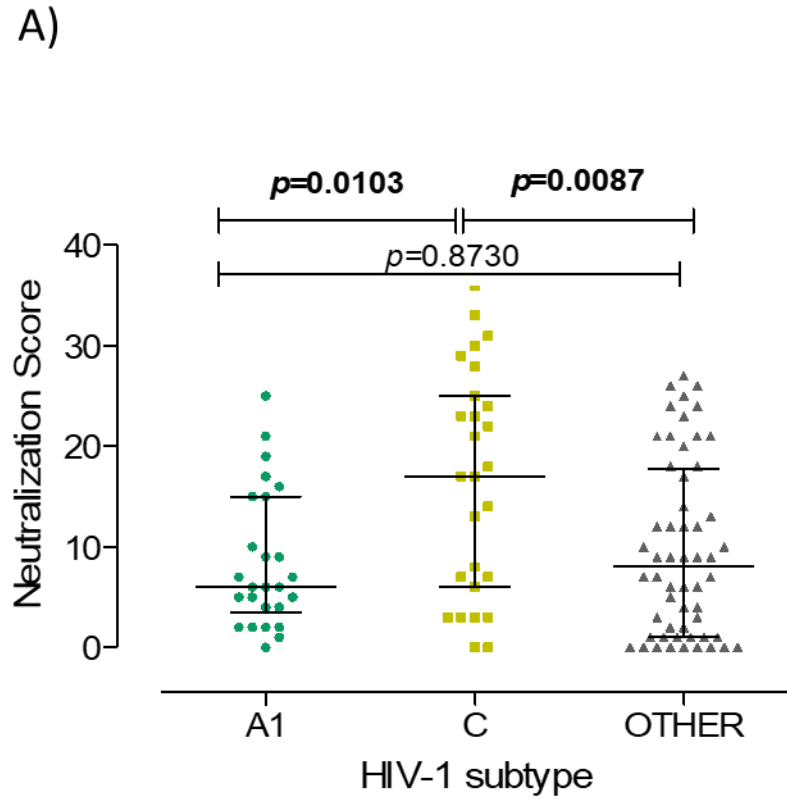 A)
p=0.0103
p=0.0087
p=0.8730
Neutralization Score
40
30
20
10
0
A1 C OTHER
HIV-1 subtype